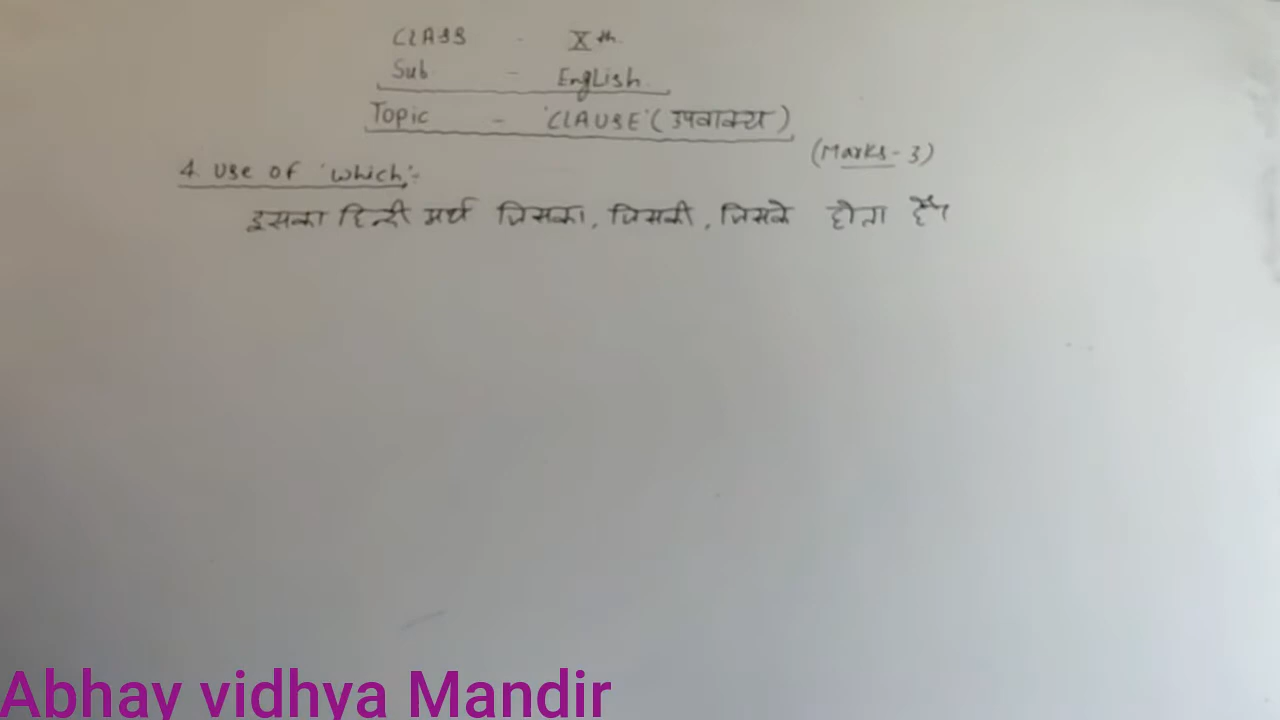 CLASS - Xth
Sub - English
Topic - 'CLAUSE' (उपवाक्य)
(Marks - 3)
4. Use of 'which':-
इसका हिन्दी अर्थ जिसका, जिसकी, जिसके होता है।
Abhay vidhya Mandir